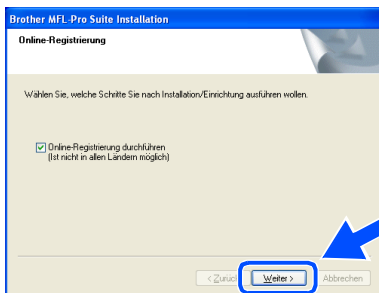 Brother MFL-Pro Suite Installation
Online-Registrierung
Wählen Sie, welche Schritte Sie nach Installation/Einrichtung ausführen wollen.
Online-Registrierung durchführen
(Ist nicht in allen Ländern möglich)
< Zurück Weiter > Abbrechen